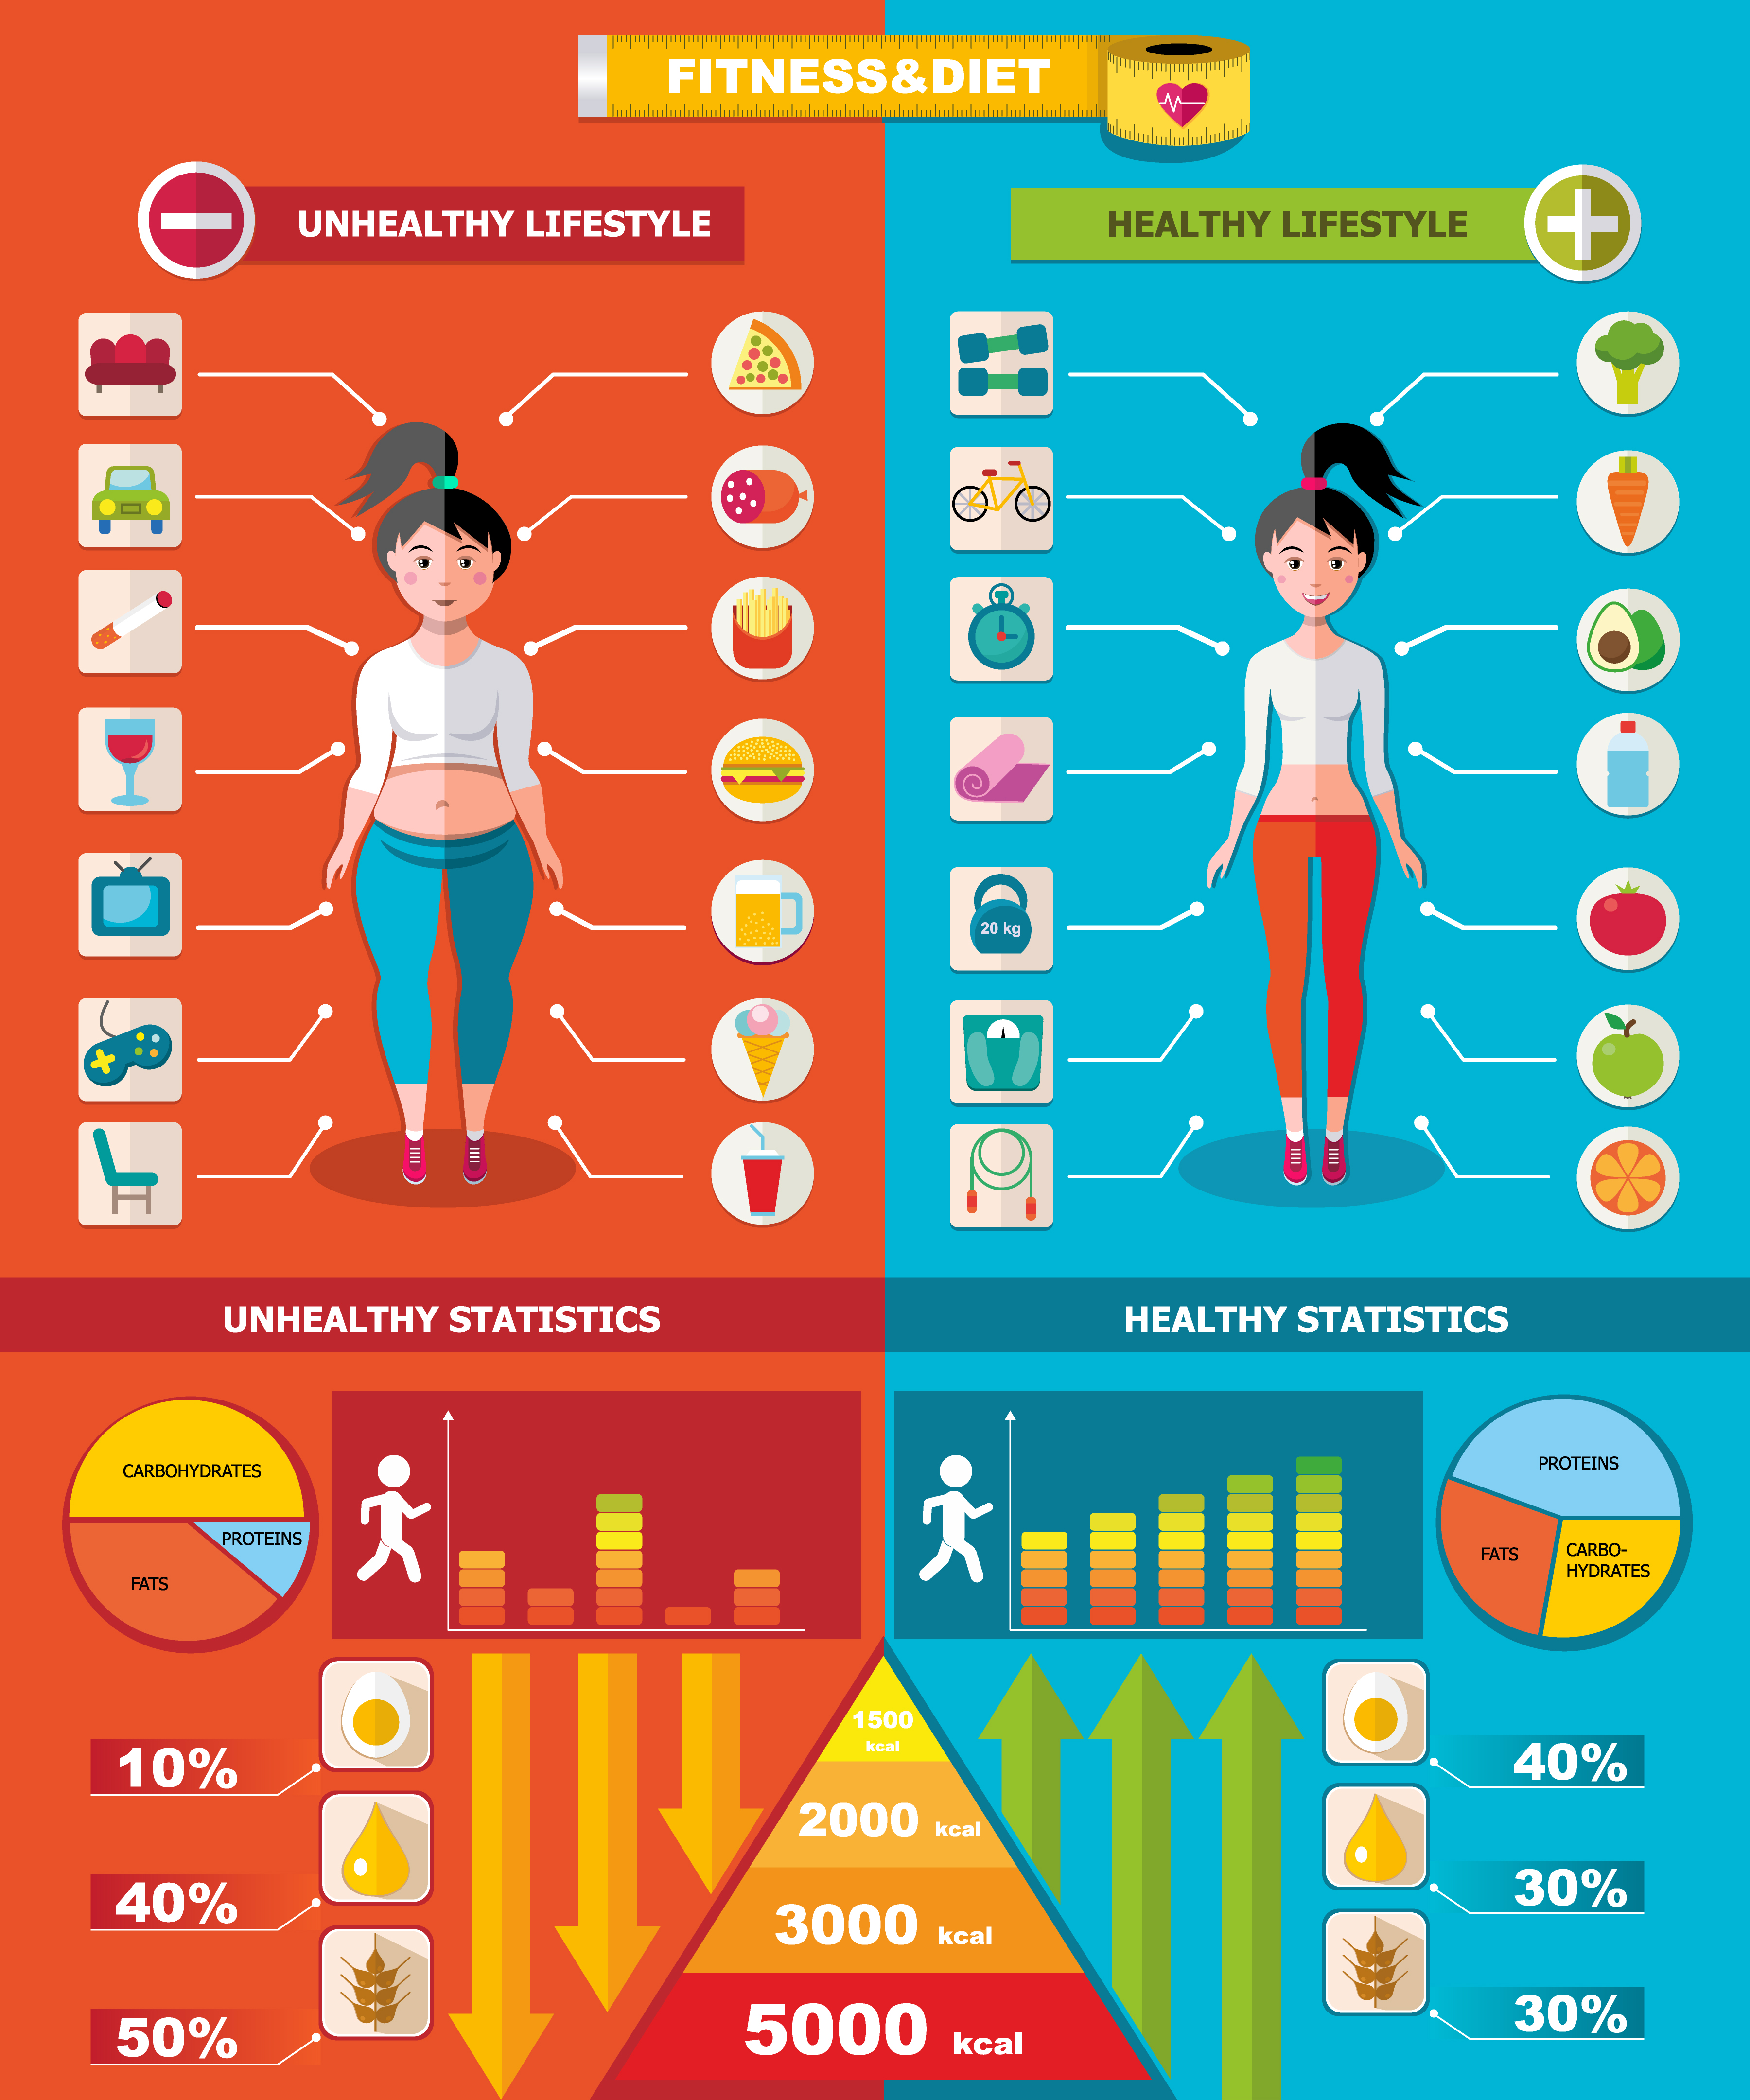 FITNESS&DIET
UNHEALTHY LIFESTYLE
HEALTHY LIFESTYLE
20 kg
UNHEALTHY STATISTICS
HEALTHY STATISTICS
CARBOHYDRATES
PROTEINS
FATS
PROTEINS
FATS
CARBO-
HYDRATES
10%
40%
50%
1500
kcal
2000 kcal
3000 kcal
5000 kcal
40%
30%
30%